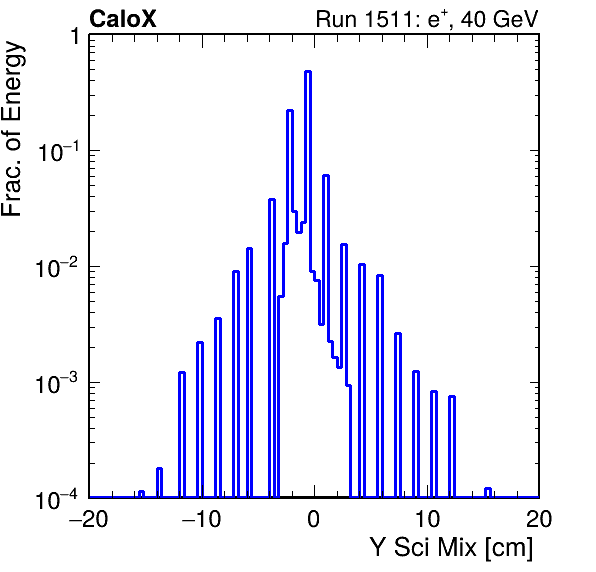 CaloX Run 1511: e⁺, 40 GeV
Frac. of Energy
1
10⁻¹
10⁻²
10⁻³
10⁻⁴
−20 −10 0 10 20
Y Sci Mix [cm]